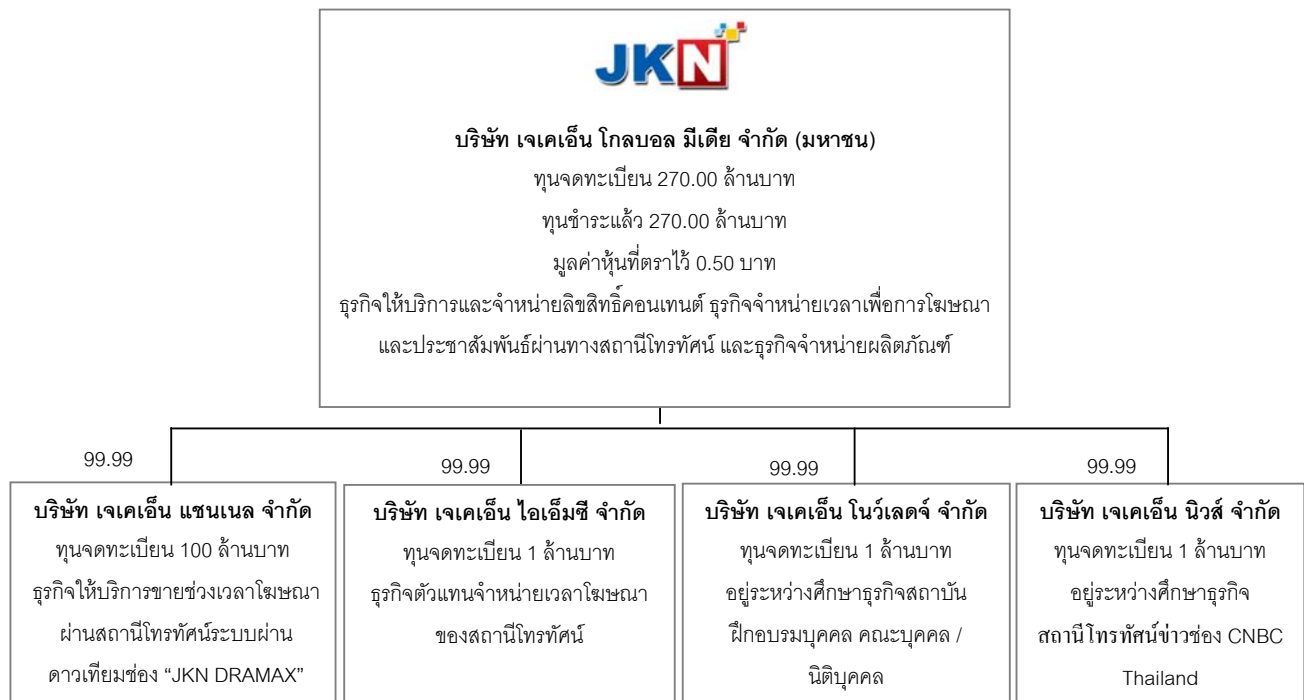 JKN
บริษัท เจเคเอ็น โกลบอล มีเดีย จำกัด (มหาชน)
ทุนจดทะเบียน 270.00 ล้านบาท
ทุนชำระแล้ว 270.00 ล้านบาท
มูลค่าหุ้นที่ตราไว้ 0.50 บาท
ธุรกิจให้บริการและจำหน่ายลิขสิทธิ์คอนเทนต์ ธุรกิจจำหน่ายเวลาเพื่อการโฆษณา
และประชาสัมพันธ์ผ่านทางสถานีโทรทัศน์ และธุรกิจจำหน่ายผลิตภัณฑ์
99.99
บริษัท เจเคเอ็น แชนเนล จำกัด
ทุนจดทะเบียน 100 ล้านบาท
ธุรกิจให้บริการขายช่วงเวลาโฆษณา
ผ่านสถานีโทรทัศน์ระบบผ่าน
ดาวเทียมช่อง “JKN DRAMAX”
99.99
บริษัท เจเคเอ็น ไอเอ็มซี จำกัด
ทุนจดทะเบียน 1 ล้านบาท
ธุรกิจตัวแทนจำหน่ายเวลาโฆษณา
ของสถานีโทรทัศน์
99.99
บริษัท เจเคเอ็น โนว์เลดจ์ จำกัด
ทุนจดทะเบียน 1 ล้านบาท
อยู่ระหว่างศึกษาธุรกิจสถาบัน
ฝึกอบรมบุคคล คณะบุคคล /
นิติบุคคล
99.99
บริษัท เจเคเอ็น นิวส์ จำกัด
ทุนจดทะเบียน 1 ล้านบาท
อยู่ระหว่างศึกษาธุรกิจ
สถานีโทรทัศน์ข่าวช่อง CNBC
Thailand